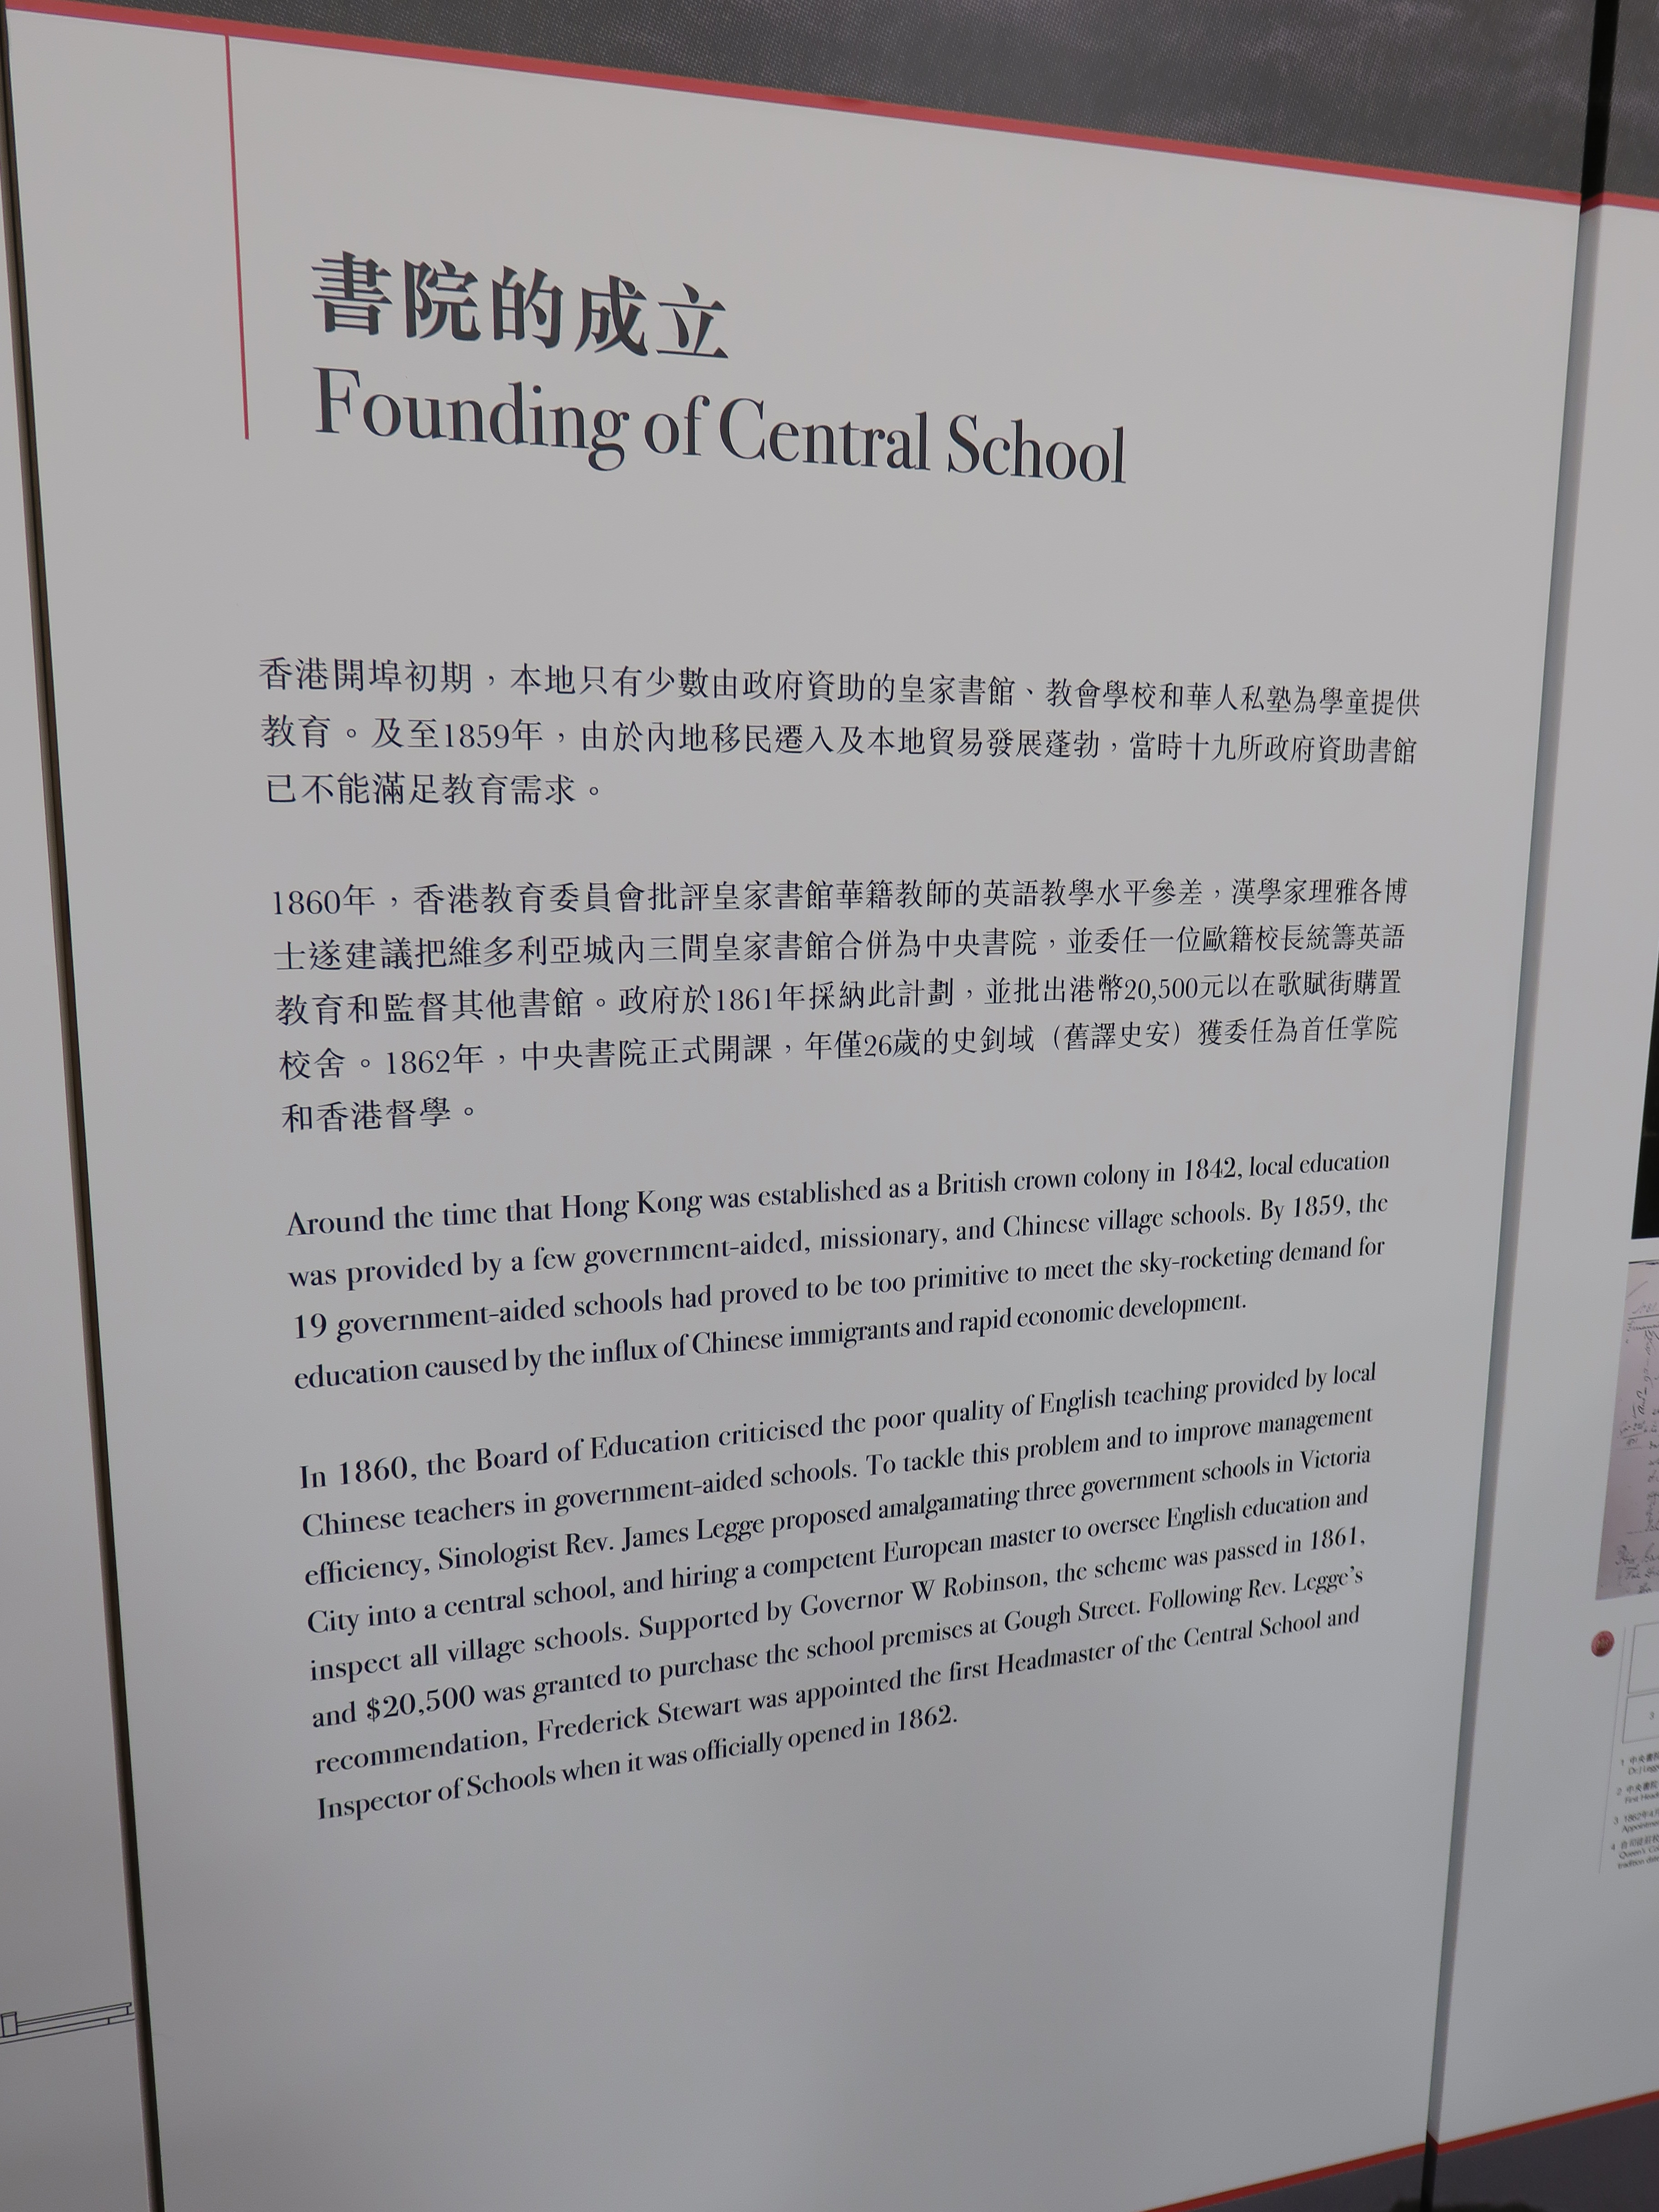 書院的成立
Founding of Central School
香港開埠初期，本地只有少數由政府資助的皇家書館、教會學校和華人私塾為學童提供
教育。及至1859年，由於內地移民遷入及本地貿易發展蓬勃，當時十九所政府資助書館
已不能滿足教育需求。
1860年，香港教育委員會批評皇家書館華籍教師的英語教學水平參差，漢學家理雅各博
士遂建議把維多利亞城內三間皇家書館合併為中央書院，並委任一位歐籍校長統籌英語
教育和監督其他書館。政府於1861年採納此計劃，並批出港幣20,500元以在歌賦街購置
校舍。1862年，中央書院正式開課，年僅26歲的史釗域（舊譯史安）獲委任為首任掌院
和香港督學。
Around the time that Hong Kong was established as a British crown colony in 1842, local education
was provided by a few government-aided, missionary, and Chinese village schools. By 1859, the
19 government-aided schools had proved to be too primitive to meet the sky-rocketing demand for
education caused by the influx of Chinese immigrants and rapid economic development.
In 1860, the Board of Education criticised the poor quality of English teaching provided by local
Chinese teachers in government-aided schools. To tackle this problem and to improve management
efficiency, Sinologist Rev. James Legge proposed amalgamating three government schools in Victoria
City into a central school, and hiring a competent European master to oversee English education and
inspect all village schools. Supported by Governor W Robinson, the scheme was passed in 1861,
and $20,500 was granted to purchase the school premises at Gough Street. Following Rev. Legge's
recommendation, Frederick Stewart was appointed the first Headmaster of the Central School and
Inspector of Schools when it was officially opened in 1862.
3
1 中央書
2 中央書
First
3 1862年4
4
Queen's
tradition